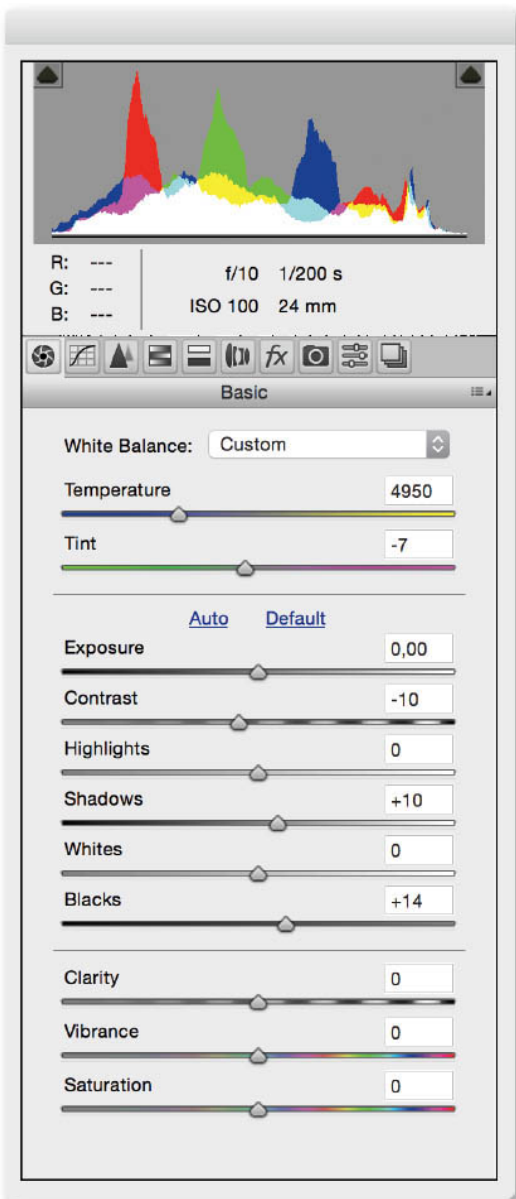 R: ---
G: ---
B: ---
f/10 1/200 s
ISO 100 24 mm
fx
Basic
White Balance: Custom
Temperature 4950
Tint -7
Auto Default
Exposure 0,00
Contrast -10
Highlights 0
Shadows +10
Whites 0
Blacks +14
Clarity 0
Vibrance 0
Saturation 0